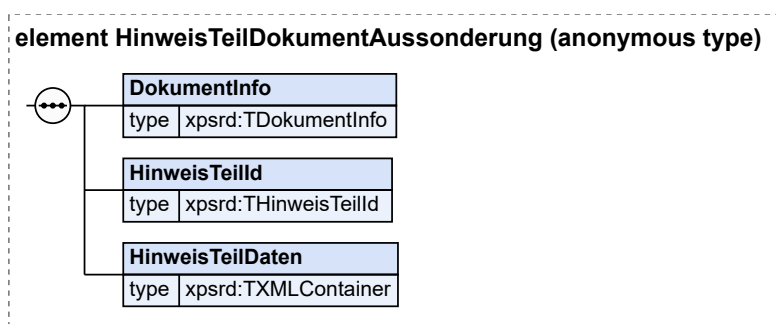 element HinweisTeilDokumentAussonderung (anonymous type)
DokumentInfo
type xpsrd:TDokumentInfo
HinweisTeilId
type xpsrd:THinweisTeilId
HinweisTeilDaten
type xpsrd:TXMLContainer